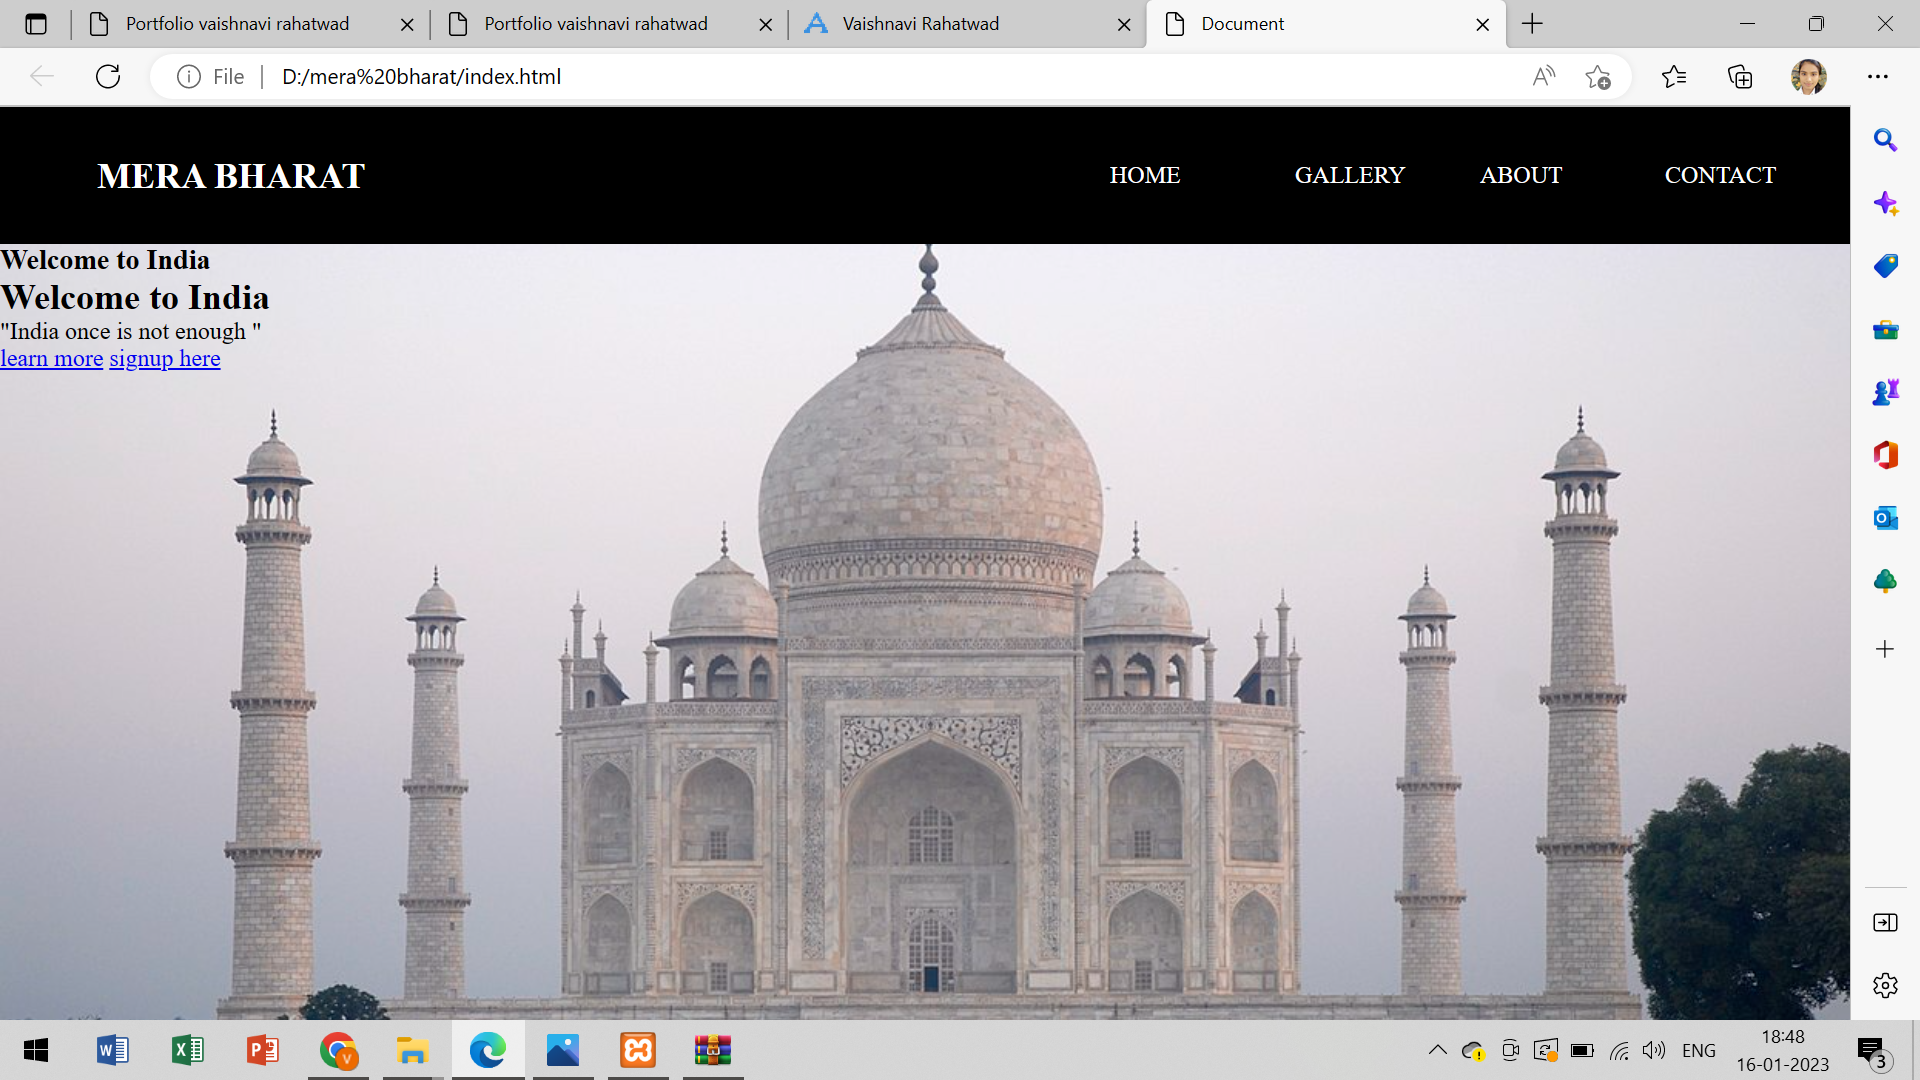 Portfolio vaishnavi rahatwad
Portfolio vaishnavi rahatwad
Vaishnavi Rahatwad
Document
File
D:/mera%20bharat/index.html
MERA BHARAT
HOME
GALLERY
ABOUT
CONTACT
Welcome to India
Welcome to India
"India once is not enough "
learn more signup here
ENG
18:48
16-01-2023
3